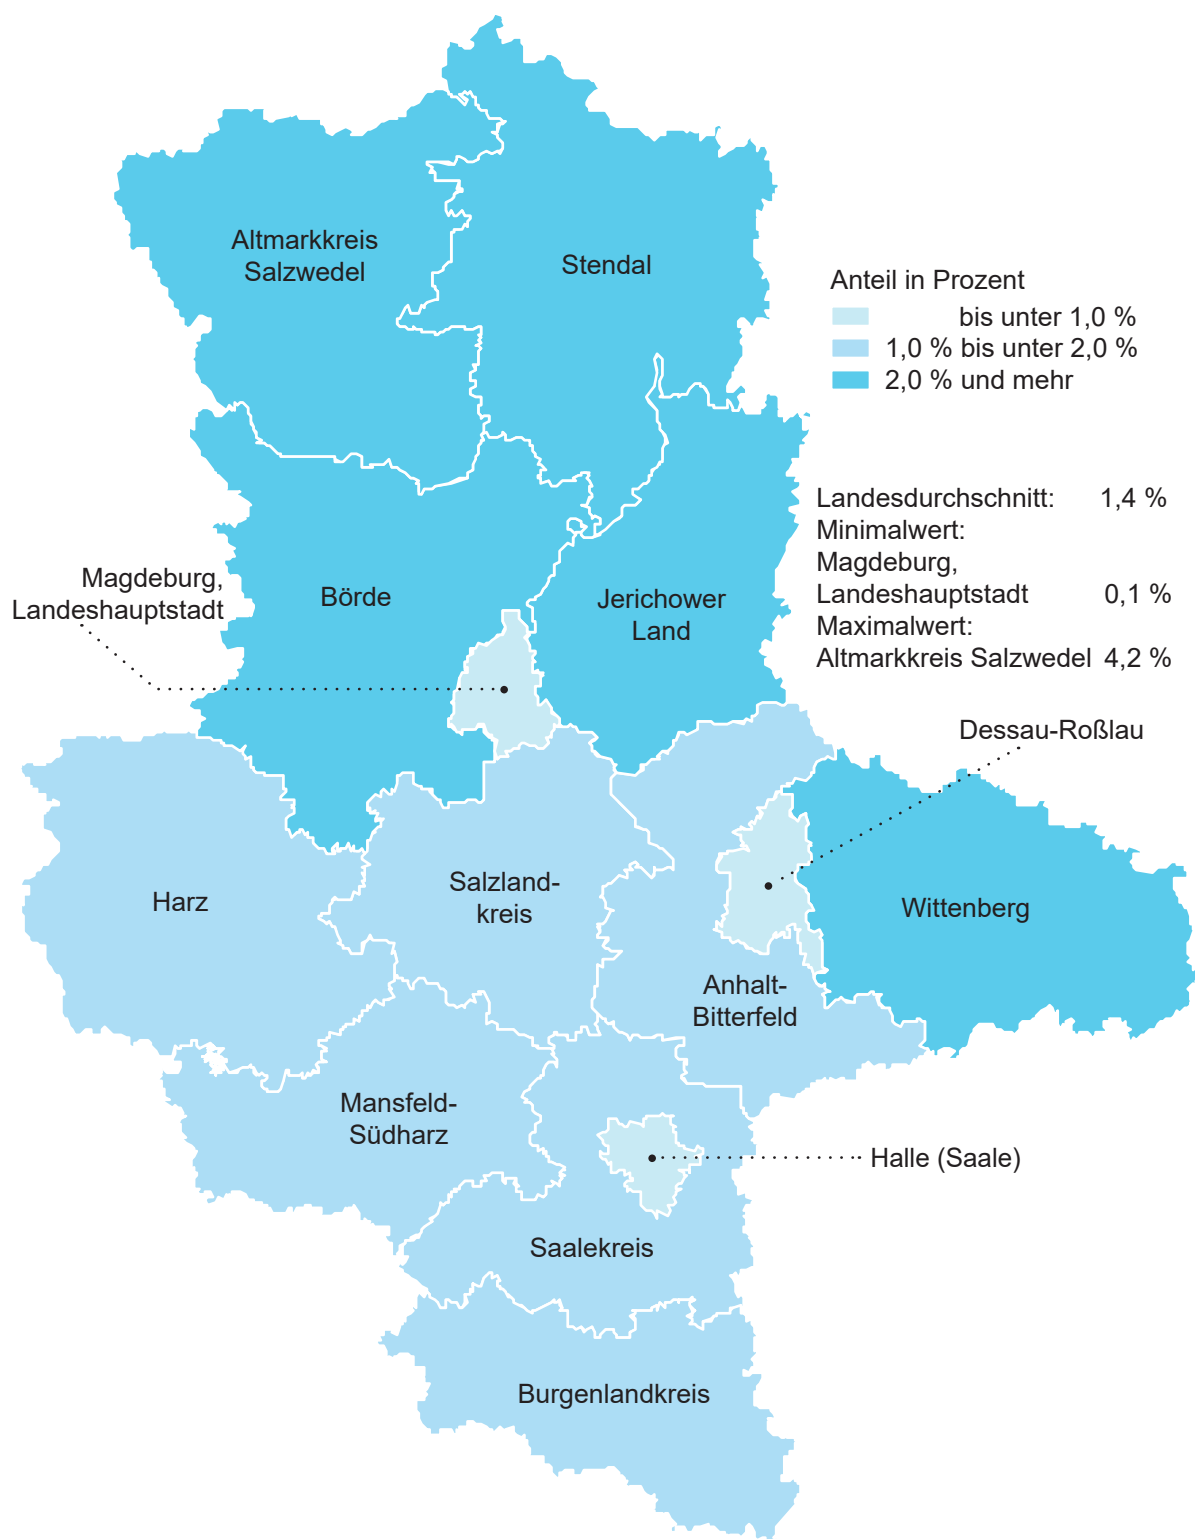 Altmarkkreis
Salzwedel
Stendal
Anteil in Prozent
bis unter 1,0 %
1,0 % bis unter 2,0 %
2,0 % und mehr
Landesdurchschnitt: 1,4 %
Minimalwert:
Magdeburg,
Landeshauptstadt 0,1 %
Maximalwert:
Altmarkkreis Salzwedel 4,2 %
Magdeburg,
Landeshauptstadt
Börde
Jerichower
Land
Dessau-Roßlau
Harz
Salzland-
kreis
Wittenberg
Anhalt-
Bitterfeld
Mansfeld-
Südharz
Halle (Saale)
Saalekreis
Burgenlandkreis